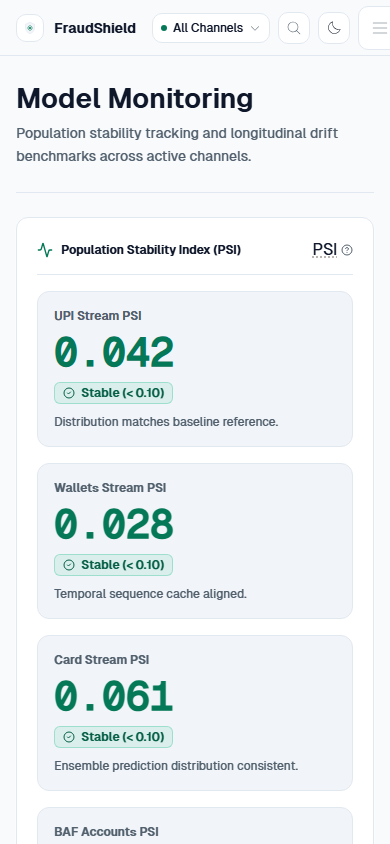 FraudShield
All Channels
Model Monitoring
Population stability tracking and longitudinal drift
benchmarks across active channels.
Population Stability Index (PSI)
PSI
UPI Stream PSI
0.042
Stable (< 0.10)
Distribution matches baseline reference.
Wallets Stream PSI
0.028
Stable (< 0.10)
Temporal sequence cache aligned.
Card Stream PSI
0.061
Stable (< 0.10)
Ensemble prediction distribution consistent.
BAF Accounts PSI